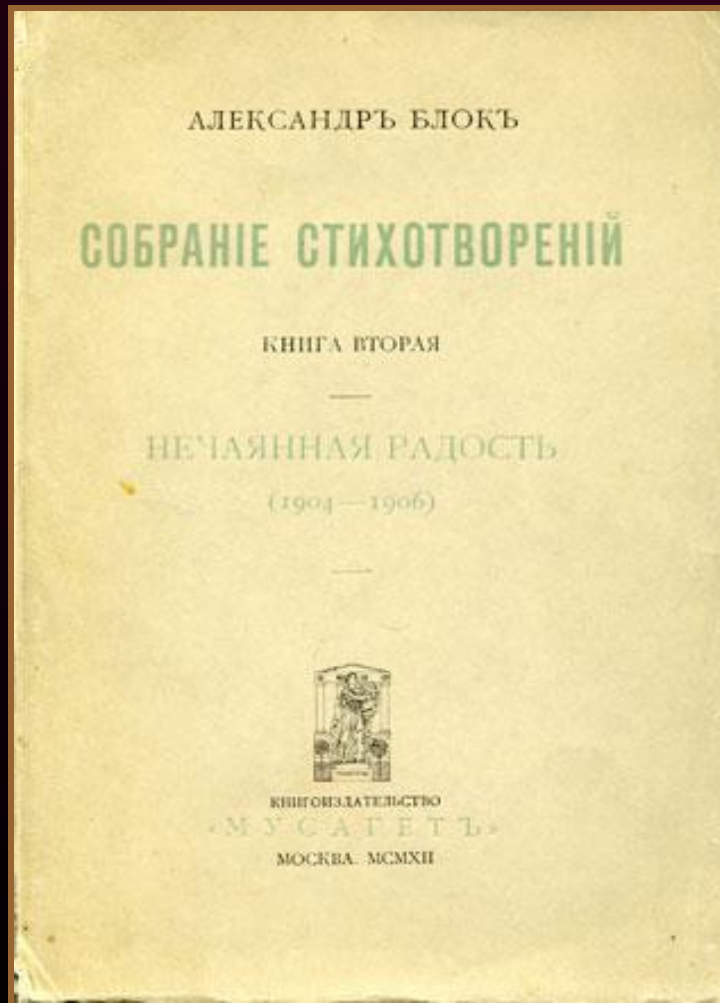 АЛЕКСАНДРЪ БЛОКЪ
СОБРАНІЕ СТИХОТВОРЕНІЙ
КНИГА ВТОРАЯ
НЕЧАЯННАЯ РАДОСТЬ
(1904—1906)
КНИГОИЗДАТЕЛЬСТВО
«МУСАГЕТЪ»
МОСКВА. MCMXII